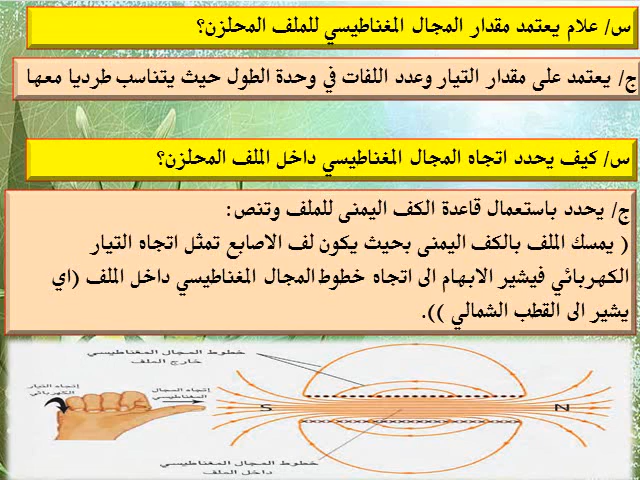 س/ علام يعتمد مقدار المجال المغناطيسي للملف المحلزن؟
ج/ يعتمد على مقدار التيار وعدد اللفات في وحدة الطول حيث يتناسب طرديا معها
س/ كيف يحدد اتجاه المجال المغناطيسي داخل الملف المحلزن؟
ج/ يحدد باستعمال قاعدة الكف اليمنى للملف وتنص:
( يمسك الملف بالكف اليمنى بحيث يكون لف الاصابع تمثل اتجاه التيار
الكهربائي فيشير الابهام الى اتجاه خطوط المجال المغناطيسي داخل الملف (اي
يشير الى القطب الشمالي )).
خطوط المجال المغناطيسي
خارج الملف
إتجاه التيار
الكهربائي
إتجاه المجال
المغناطيسي
S
N
خطوط المجال المغناطيسي
داخل الملف